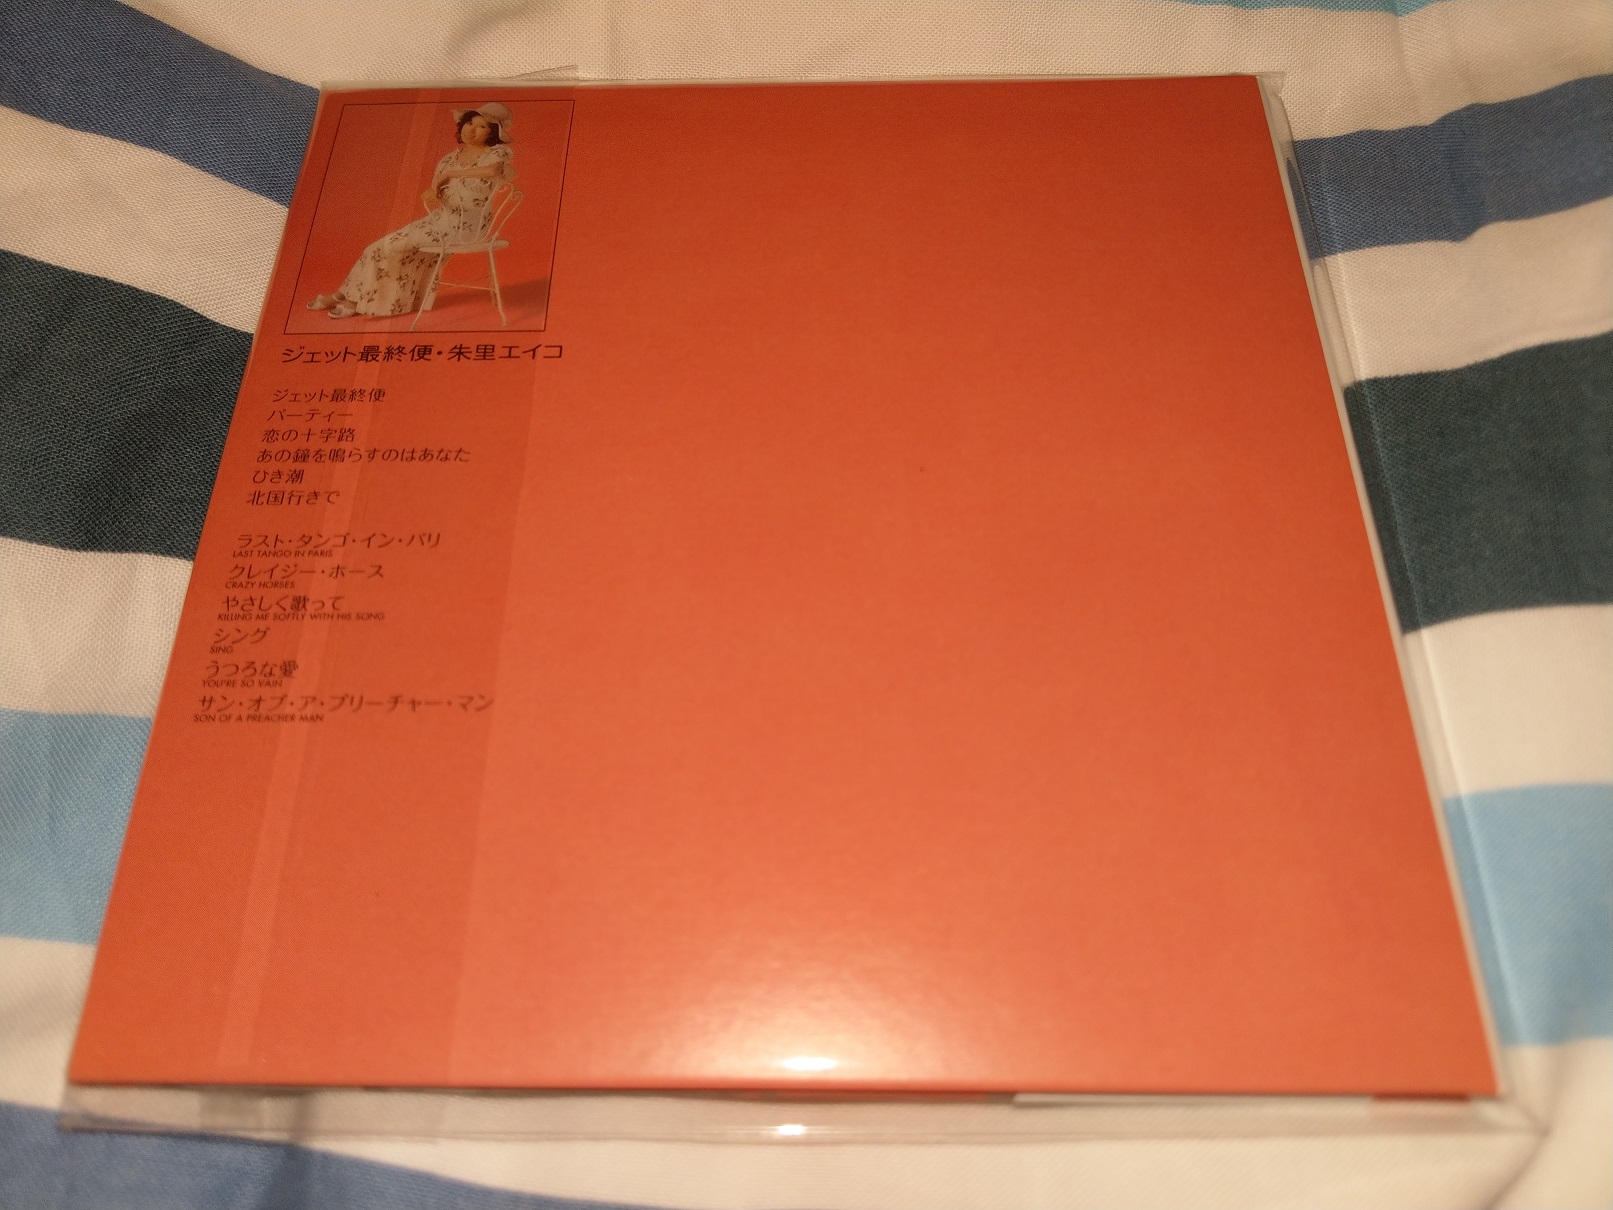 ジェット最終便・朱里エイコ
ジェット最終便
パーティー
恋の十字路
あの鐘を鳴らすのはあなた
ひき潮
北国行きで
ラスト・タンゴ・イン・パリ
LAST TANGO IN PARIS
クレイジー・ホース
CRAZY HORSES
やさしく歌って
KILLING ME SOFTLY WITH HIS SONG
シング
SING
うつろな愛
YOU'RE SO VAIN
サン・オブ・ア・プリーチャー・マン
SON OF A PREACHER MAN